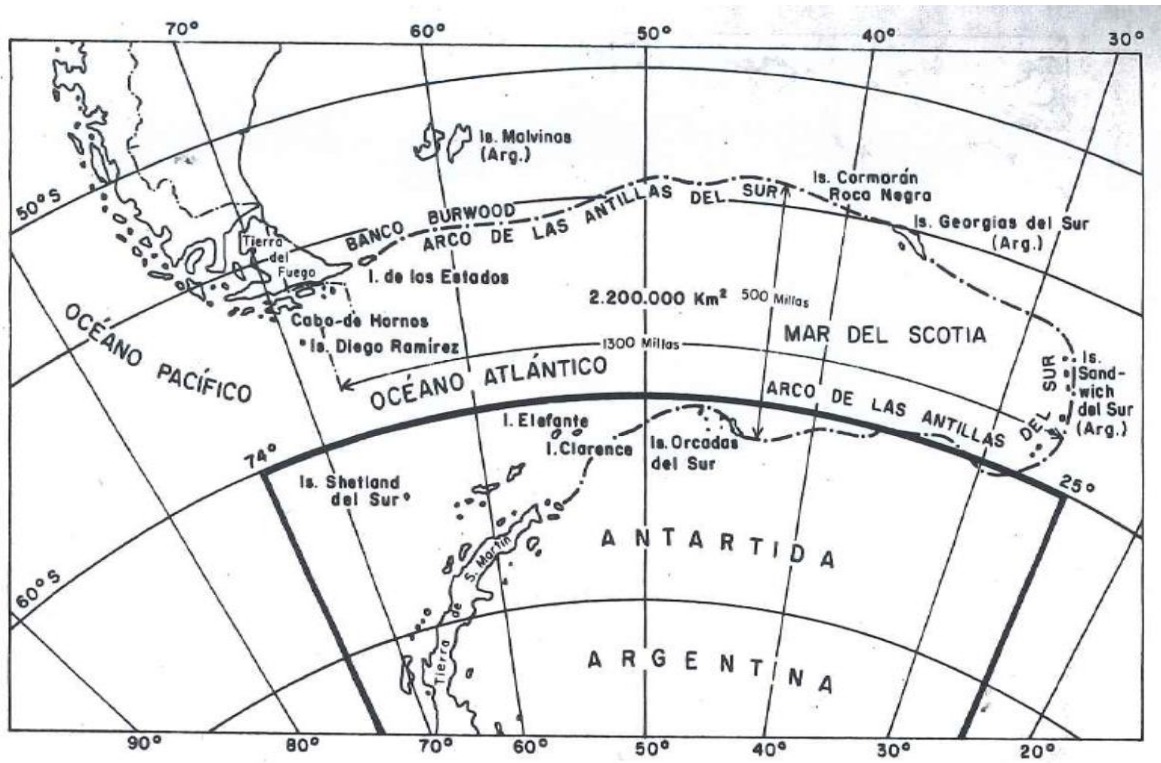 70°
60°
50°
40°
30°
Is. Malvinas
(Arg.)
50°S
Is. Cormorán
Roca Negra
BANCO BURWOOD
ARCO DE LAS ANTILLAS DEL SUR
Is. Georgias del Sur
(Arg.)
Tierra
del
Fuego
I. de los Estados
2.200.000 Km²
500 Millas
Cabo de Hornos
Is. Diego Ramírez
1300 Millas
MAR DEL SCOTIA
OCÉANO PACÍFICO
OCÉANO ATLÁNTICO
Is.
Sand-
wich
del Sur
(Arg.)
ARCO DE LAS ANTILLAS DEL SUR
I. Elefante
I. Clarence
Is. Orcadas
del Sur
74°
25°
Is. Shetland
del Sur
ANTARTIDA
Tierra de S. Martín
60°S
ARGENTINA
90°
80°
70°
60°
50°
40°
30°
20°